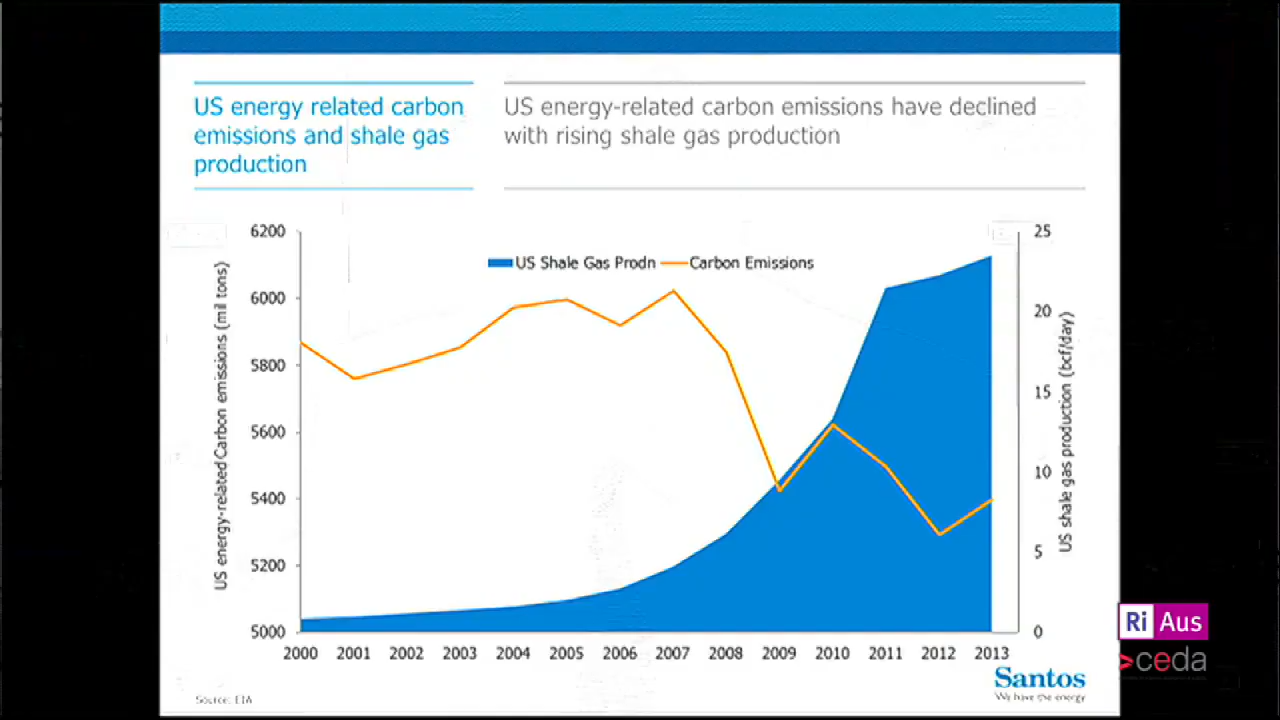 US energy related carbon
emissions and shale gas
production
US energy-related carbon emissions have declined
with rising shale gas production
6200
6000
5800
5600
5400
5200
5000
US energy-related Carbon emissions (mil tons)
US Shale Gas Prodn
Carbon Emissions
25
20
15
10
5
0
US shale gas production (bcf/day)
2000 2001 2002 2003 2004 2005 2006 2007 2008 2009 2010 2011 2012 2013
Source: EIA
Santos
We have the energy
Ri Aus
>ceda